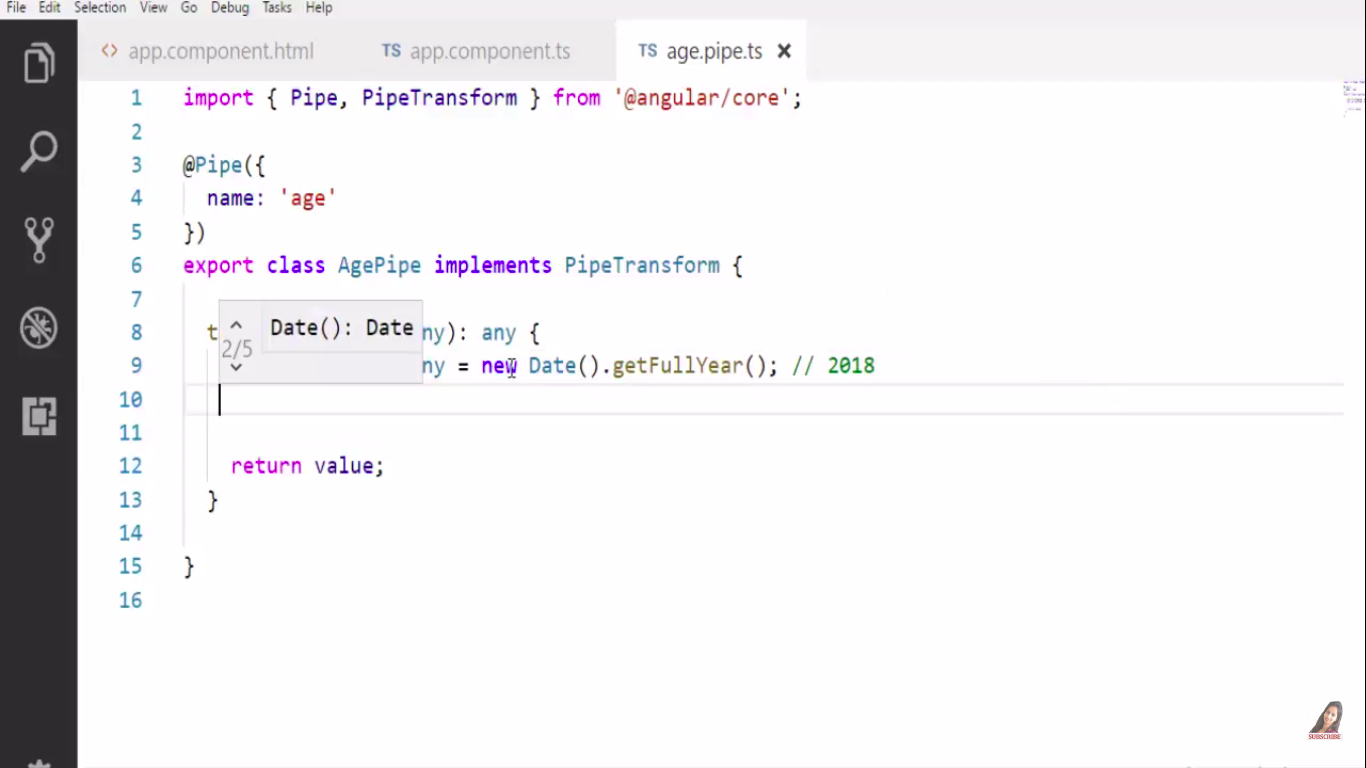 File Edit Selection View Go Debug Tasks Help
<> app.component.html TS app.component.ts TS age.pipe.ts ×
1 import { Pipe, PipeTransform } from '@angular/core';
2
3 @Pipe({
4 name: 'age'
5 })
6 export class AgePipe implements PipeTransform {
7
Date(): Date
2/5
8 t ny): any {
9 ny = new Date().getFullYear(); // 2018
10
11
12 return value;
13 }
14
15 }
16
SUBSCRIBE